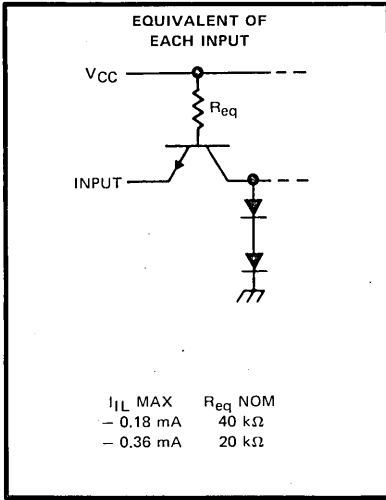 EQUIVALENT OF
EACH INPUT
VCC
Req
INPUT
IIL MAX Req NOM
– 0.18 mA 40 kΩ
– 0.36 mA 20 kΩ